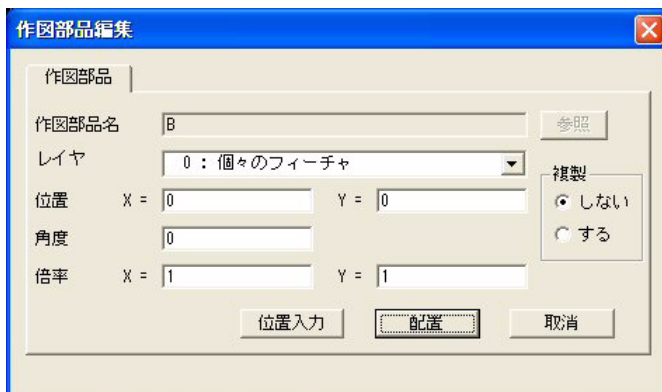 作図部品編集
作図部品
作図部品名 B 参照
レイヤ 0 : 個々のフィーチャ
複製
位置 X = 0 Y = 0
しない
角度 0
する
倍率 X = 1 Y = 1
位置入力 配置 取消